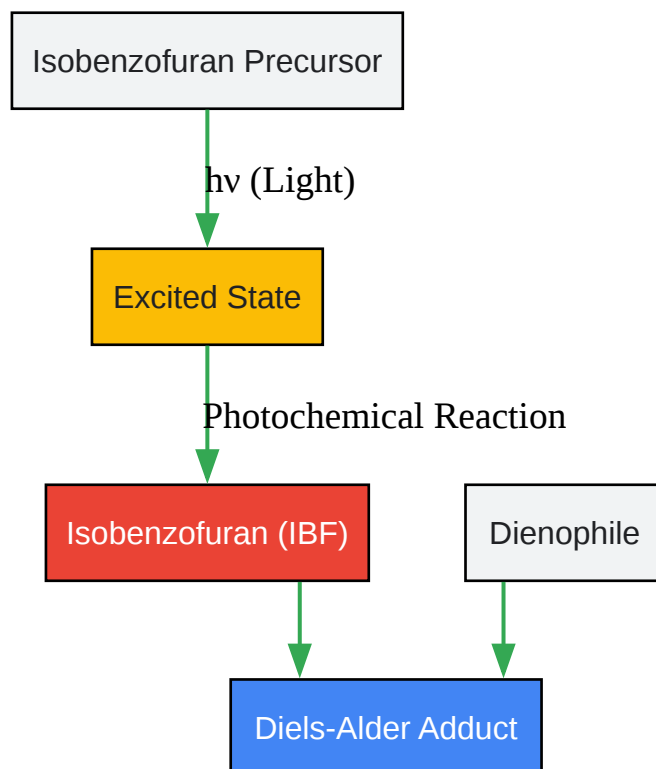 Isobenzofuran Precursor
hν (Light)
Excited State
Photochemical Reaction
Isobenzofuran (IBF)
Dienophile
Diels-Alder Adduct